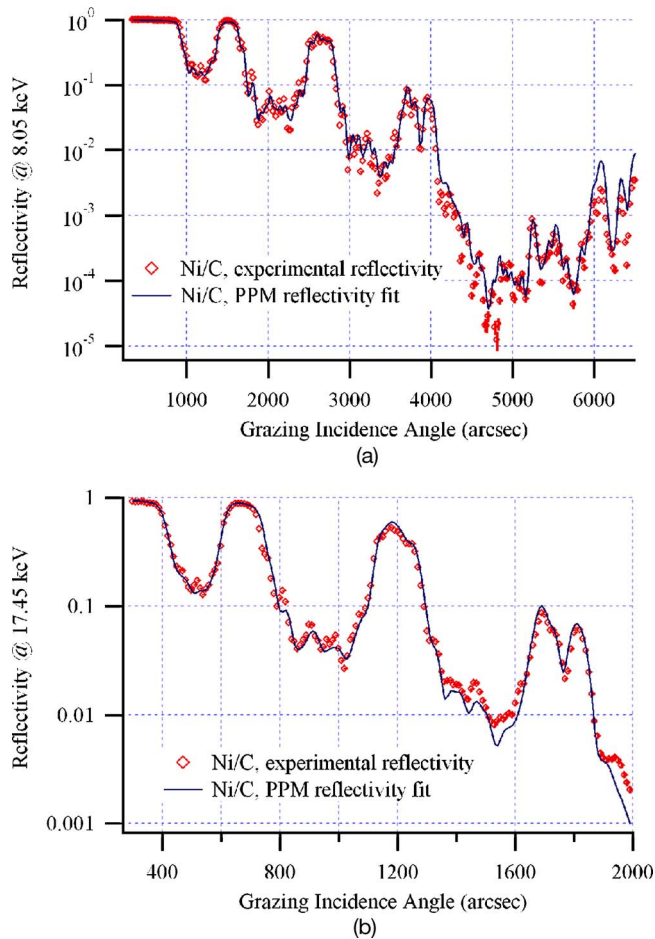 Reflectivity @ 8.05 keV
10^0
10^-1
10^-2
10^-3
10^-4
10^-5
Ni/C, experimental reflectivity
Ni/C, PPM reflectivity fit
1000 2000 3000 4000 5000 6000
Grazing Incidence Angle (arcsec)
(a)
Reflectivity @ 17.45 keV
1
0.1
0.01
0.001
Ni/C, experimental reflectivity
Ni/C, PPM reflectivity fit
400 800 1200 1600 2000
Grazing Incidence Angle (arcsec)
(b)